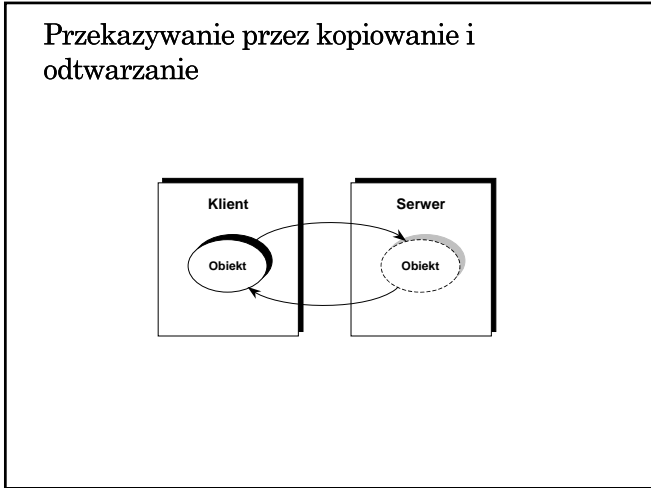 Przekazywanie przez kopiowanie i
odtwarzanie
Klient
Serwer
Obiekt
Obiekt